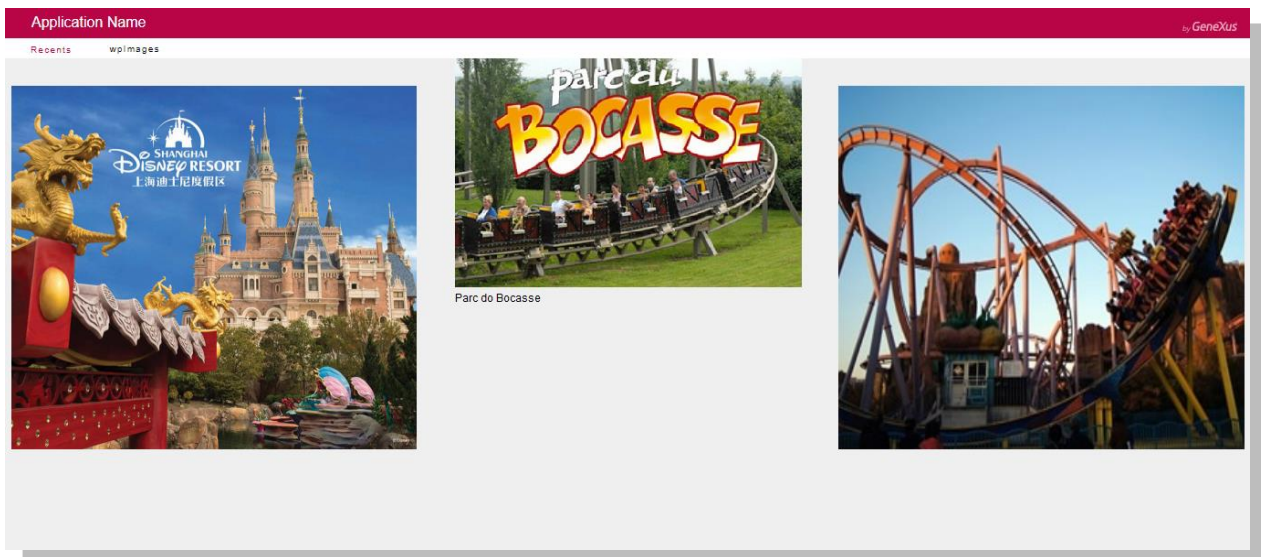 Application Name
by GeneXus
Recents wpImages
SHANGHAI
DISNEY RESORT
上海迪士尼度假区
parc du
BOCASSE
Parc do Bocasse